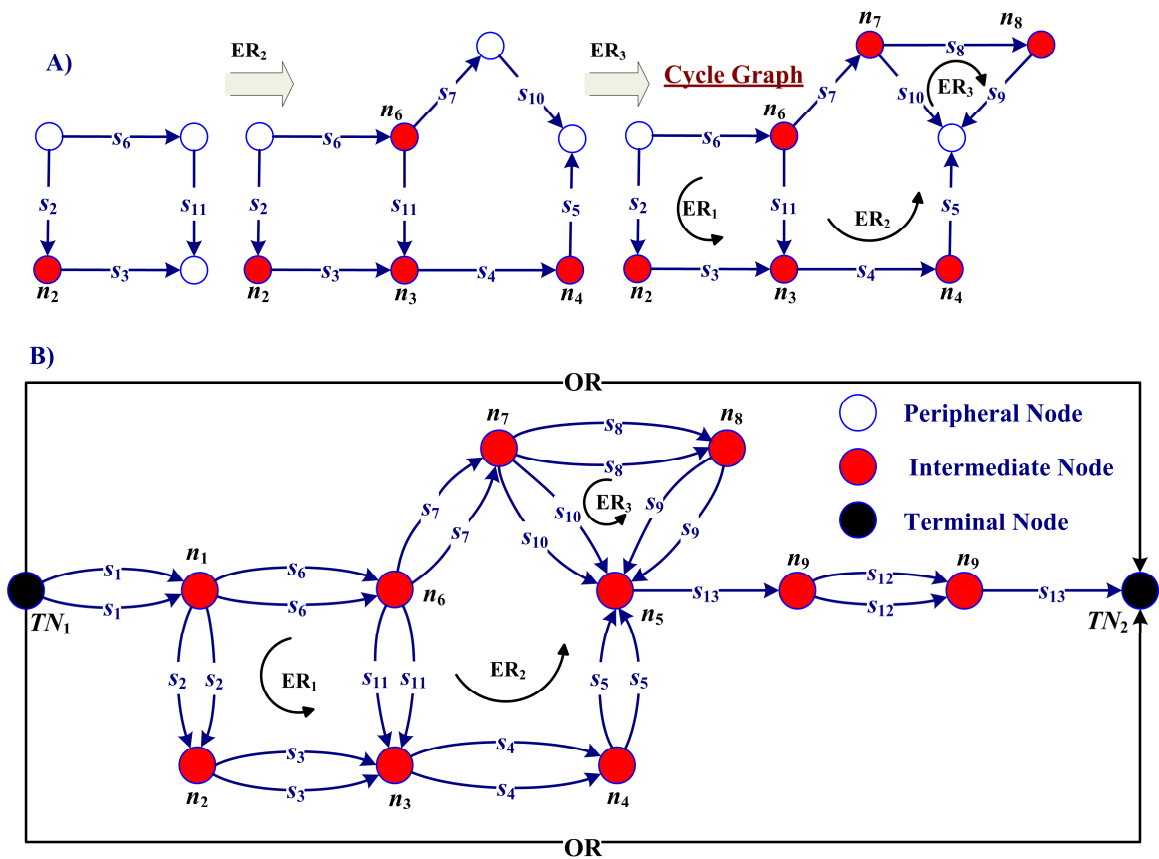 A)
ER2
ER3
Cycle Graph
s6
s2
s11
s3
n2
n6
s7
s10
s6
s2
s11
s5
s3
s4
n2
n3
n4
n7
n8
s8
s7
s10
ER3
s9
n6
s6
s2
ER1
s11
ER2
s5
s3
s4
n2
n3
n4
B)
OR
n7
s8
s8
n8
Peripheral Node
Intermediate Node
Terminal Node
s7
s7
s10
s10
ER3
s9
s9
n1
s1
s1
s6
s6
n6
n5
s13
n9
s12
s12
n9
s13
TN1
TN2
s2
s2
ER1
s11
s11
ER2
s5
s5
s3
s3
s4
s4
n2
n3
n4
OR